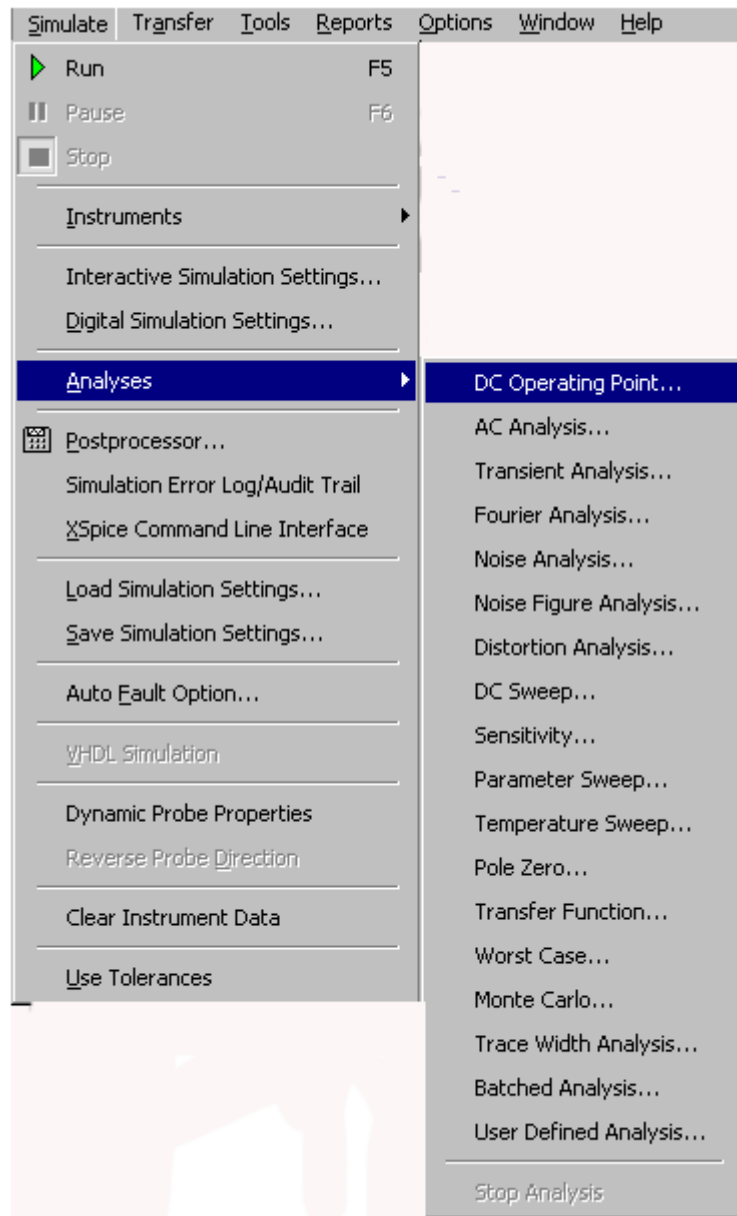 Simulate Transfer Tools Reports Options Window Help
Run F5
Pause F6
Stop
Instruments
Interactive Simulation Settings...
Digital Simulation Settings...
Analyses
Postprocessor...
Simulation Error Log/Audit Trail
XSpice Command Line Interface
Load Simulation Settings...
Save Simulation Settings...
Auto Fault Option...
VHDL Simulation
Dynamic Probe Properties
Reverse Probe Direction
Clear Instrument Data
Use Tolerances
DC Operating Point...
AC Analysis...
Transient Analysis...
Fourier Analysis...
Noise Analysis...
Noise Figure Analysis...
Distortion Analysis...
DC Sweep...
Sensitivity...
Parameter Sweep...
Temperature Sweep...
Pole Zero...
Transfer Function...
Worst Case...
Monte Carlo...
Trace Width Analysis...
Batched Analysis...
User Defined Analysis...
Stop Analysis